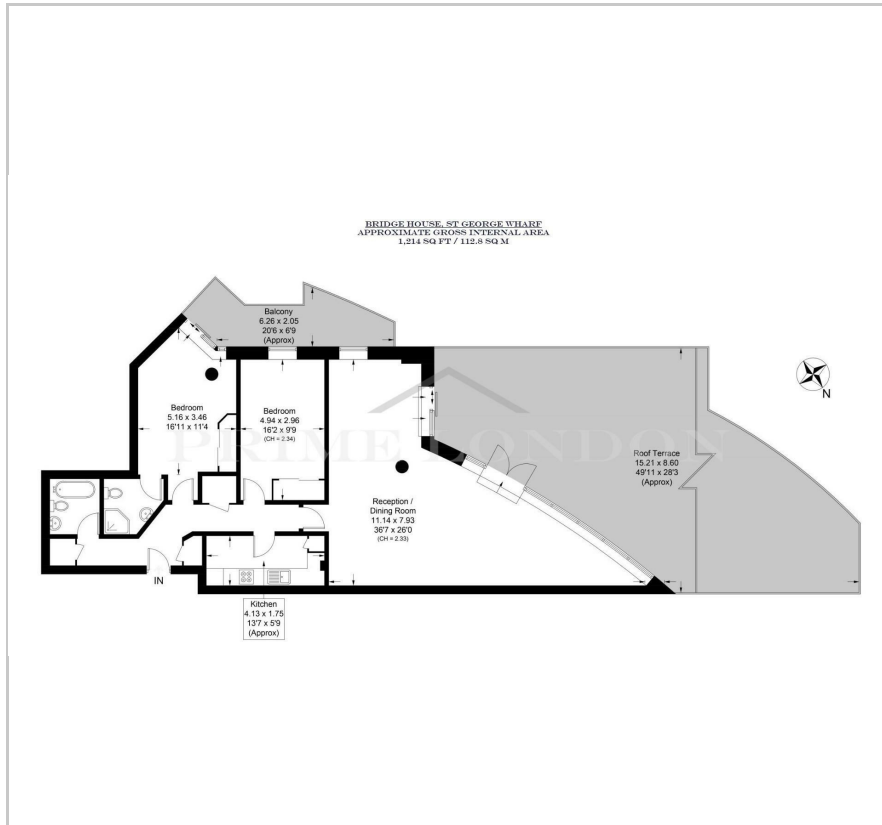 BRIDGE HOUSE, ST GEORGE WHARF
APPROXIMATE GROSS INTERNAL AREA
1,214 SQ FT / 112.8 SQ M
Balcony
6.26 x 2.05
20'6 x 6'9
(Approx)
Bedroom
5.16 x 3.46
16'11 x 11'4
Bedroom
4.94 x 2.96
16'2 x 9'9
(CH = 2.34)
N
PRIME LONDON
Roof Terrace
15.21 x 8.60
49'11 x 28'3
(Approx)
Reception /
Dining Room
11.14 x 7.93
36'7 x 26'0
(CH = 2.33)
IN
Kitchen
4.13 x 1.75
13'7 x 5'9
(Approx)